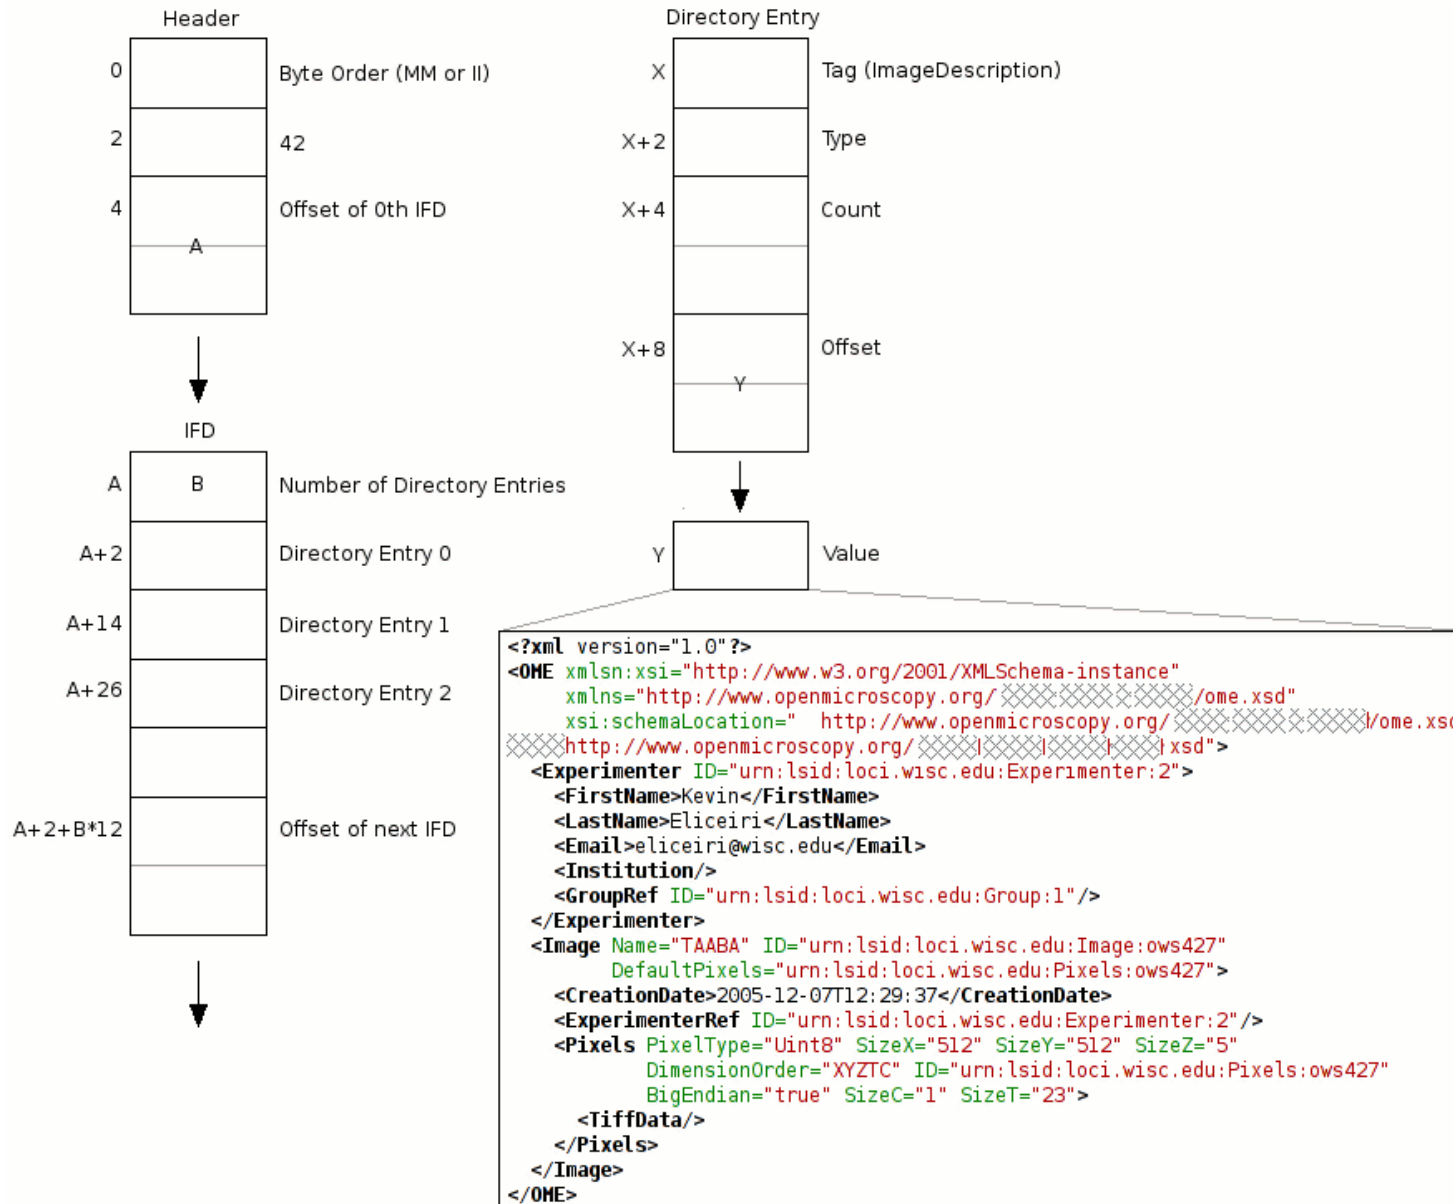 Header
0 Byte Order (MM or II)
2 42
4 Offset of 0th IFD
A
IFD
A B Number of Directory Entries
A+2 Directory Entry 0
A+14 Directory Entry 1
A+26 Directory Entry 2
A+2+B*12 Offset of next IFD
Directory Entry
X Tag (ImageDescription)
X+2 Type
X+4 Count
X+8 Offset
Y
Y Value
<?xml version="1.0"?>
<OME xmlsn:xsi="http://www.w3.org/2001/XMLSchema-instance"
xmlns="http://www.openmicroscopy.org/ /ome.xsd"
xsi:schemaLocation=" http://www.openmicroscopy.org/ /ome.xsd
http://www.openmicroscopy.org/ xsd">
<Experimenter ID="urn:lsid:loci.wisc.edu:Experimenter:2">
<FirstName>Kevin</FirstName>
<LastName>Eliceiri</LastName>
<Email>eliceiri@wisc.edu</Email>
<Institution/>
<GroupRef ID="urn:lsid:loci.wisc.edu:Group:1"/>
</Experimenter>
<Image Name="TAABA" ID="urn:lsid:loci.wisc.edu:Image:ows427"
DefaultPixels="urn:lsid:loci.wisc.edu:Pixels:ows427">
<CreationDate>2005-12-07T12:29:37</CreationDate>
<ExperimenterRef ID="urn:lsid:loci.wisc.edu:Experimenter:2"/>
<Pixels PixelType="Uint8" SizeX="512" SizeY="512" SizeZ="5"
DimensionOrder="XYZTC" ID="urn:lsid:loci.wisc.edu:Pixels:ows427"
BigEndian="true" SizeC="1" SizeT="23">
<TiffData/>
</Pixels>
</Image>
</OME>